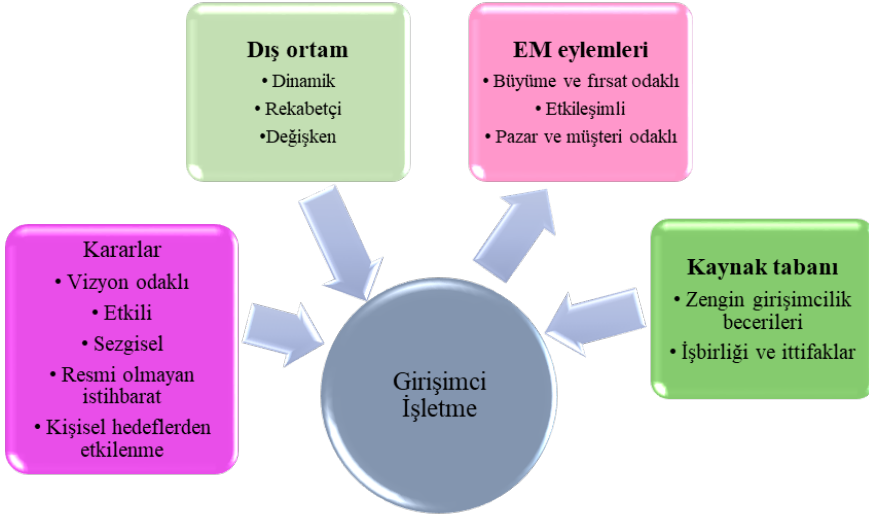 Dış ortam
• Dinamik
• Rekabetçi
•Değişken
EM eylemleri
• Büyüme ve fırsat odaklı
• Etkileşimli
• Pazar ve müşteri odaklı
Kararlar
• Vizyon odaklı
• Etkili
• Sezgisel
• Resmi olmayan
istihbarat
• Kişisel hedeflerden
etkilenme
Kaynak tabanı
• Zengin girişimcilik
becerileri
• İşbirliği ve ittifaklar
Girişimci
İşletme